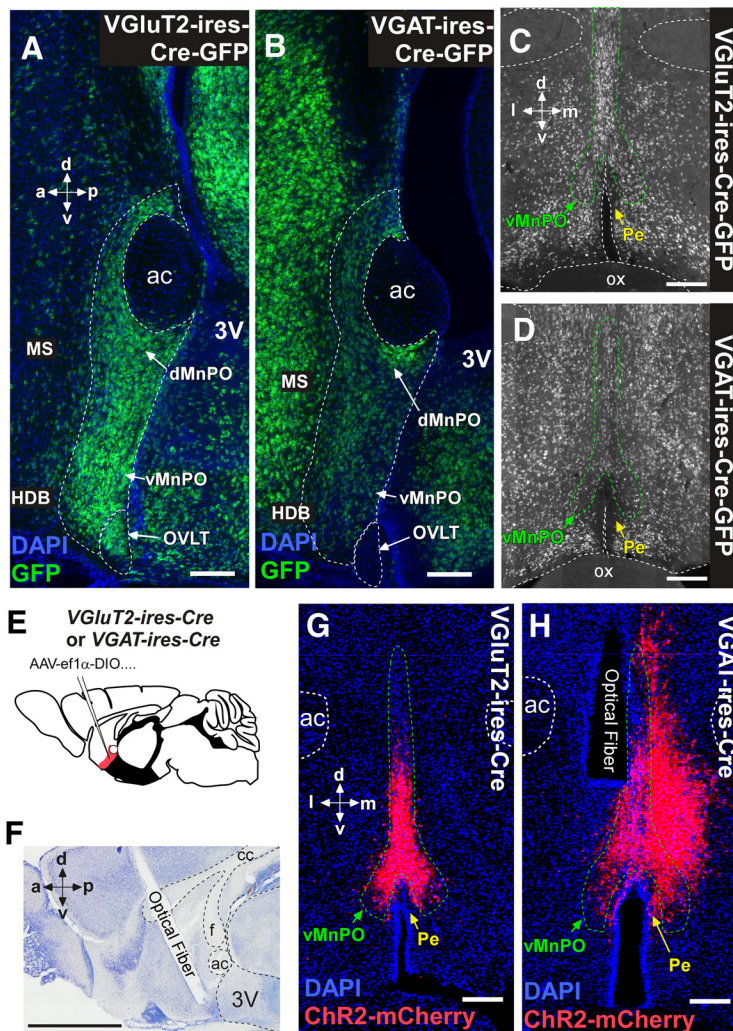 A
VGluT2-ires-
Cre-GFP
d
a
p
v
ac
3V
MS
dMnPO
HDB
vMnPO
OVLT
DAPI
GFP
B
VGAT-ires-
Cre-GFP
ac
3V
MS
dMnPO
HDB
vMnPO
OVLT
DAPI
GFP
C
VGluT2-ires-Cre-GFP
d
l
m
v
vMnPO
Pe
ox
D
VGAT-ires-Cre-GFP
vMnPO
Pe
ox
E
VGluT2-ires-Cre
or VGAT-ires-Cre
AAV-ef1α-DIO....
F
d
a
p
v
cc
Optical Fiber
f
ac
3V
G
VGluT2-ires-Cre
ac
d
l
m
v
vMnPO
Pe
DAPI
ChR2-mCherry
H
VGAT-ires-Cre
ac
Optical Fiber
vMnPO
Pe
DAPI
ChR2-mCherry